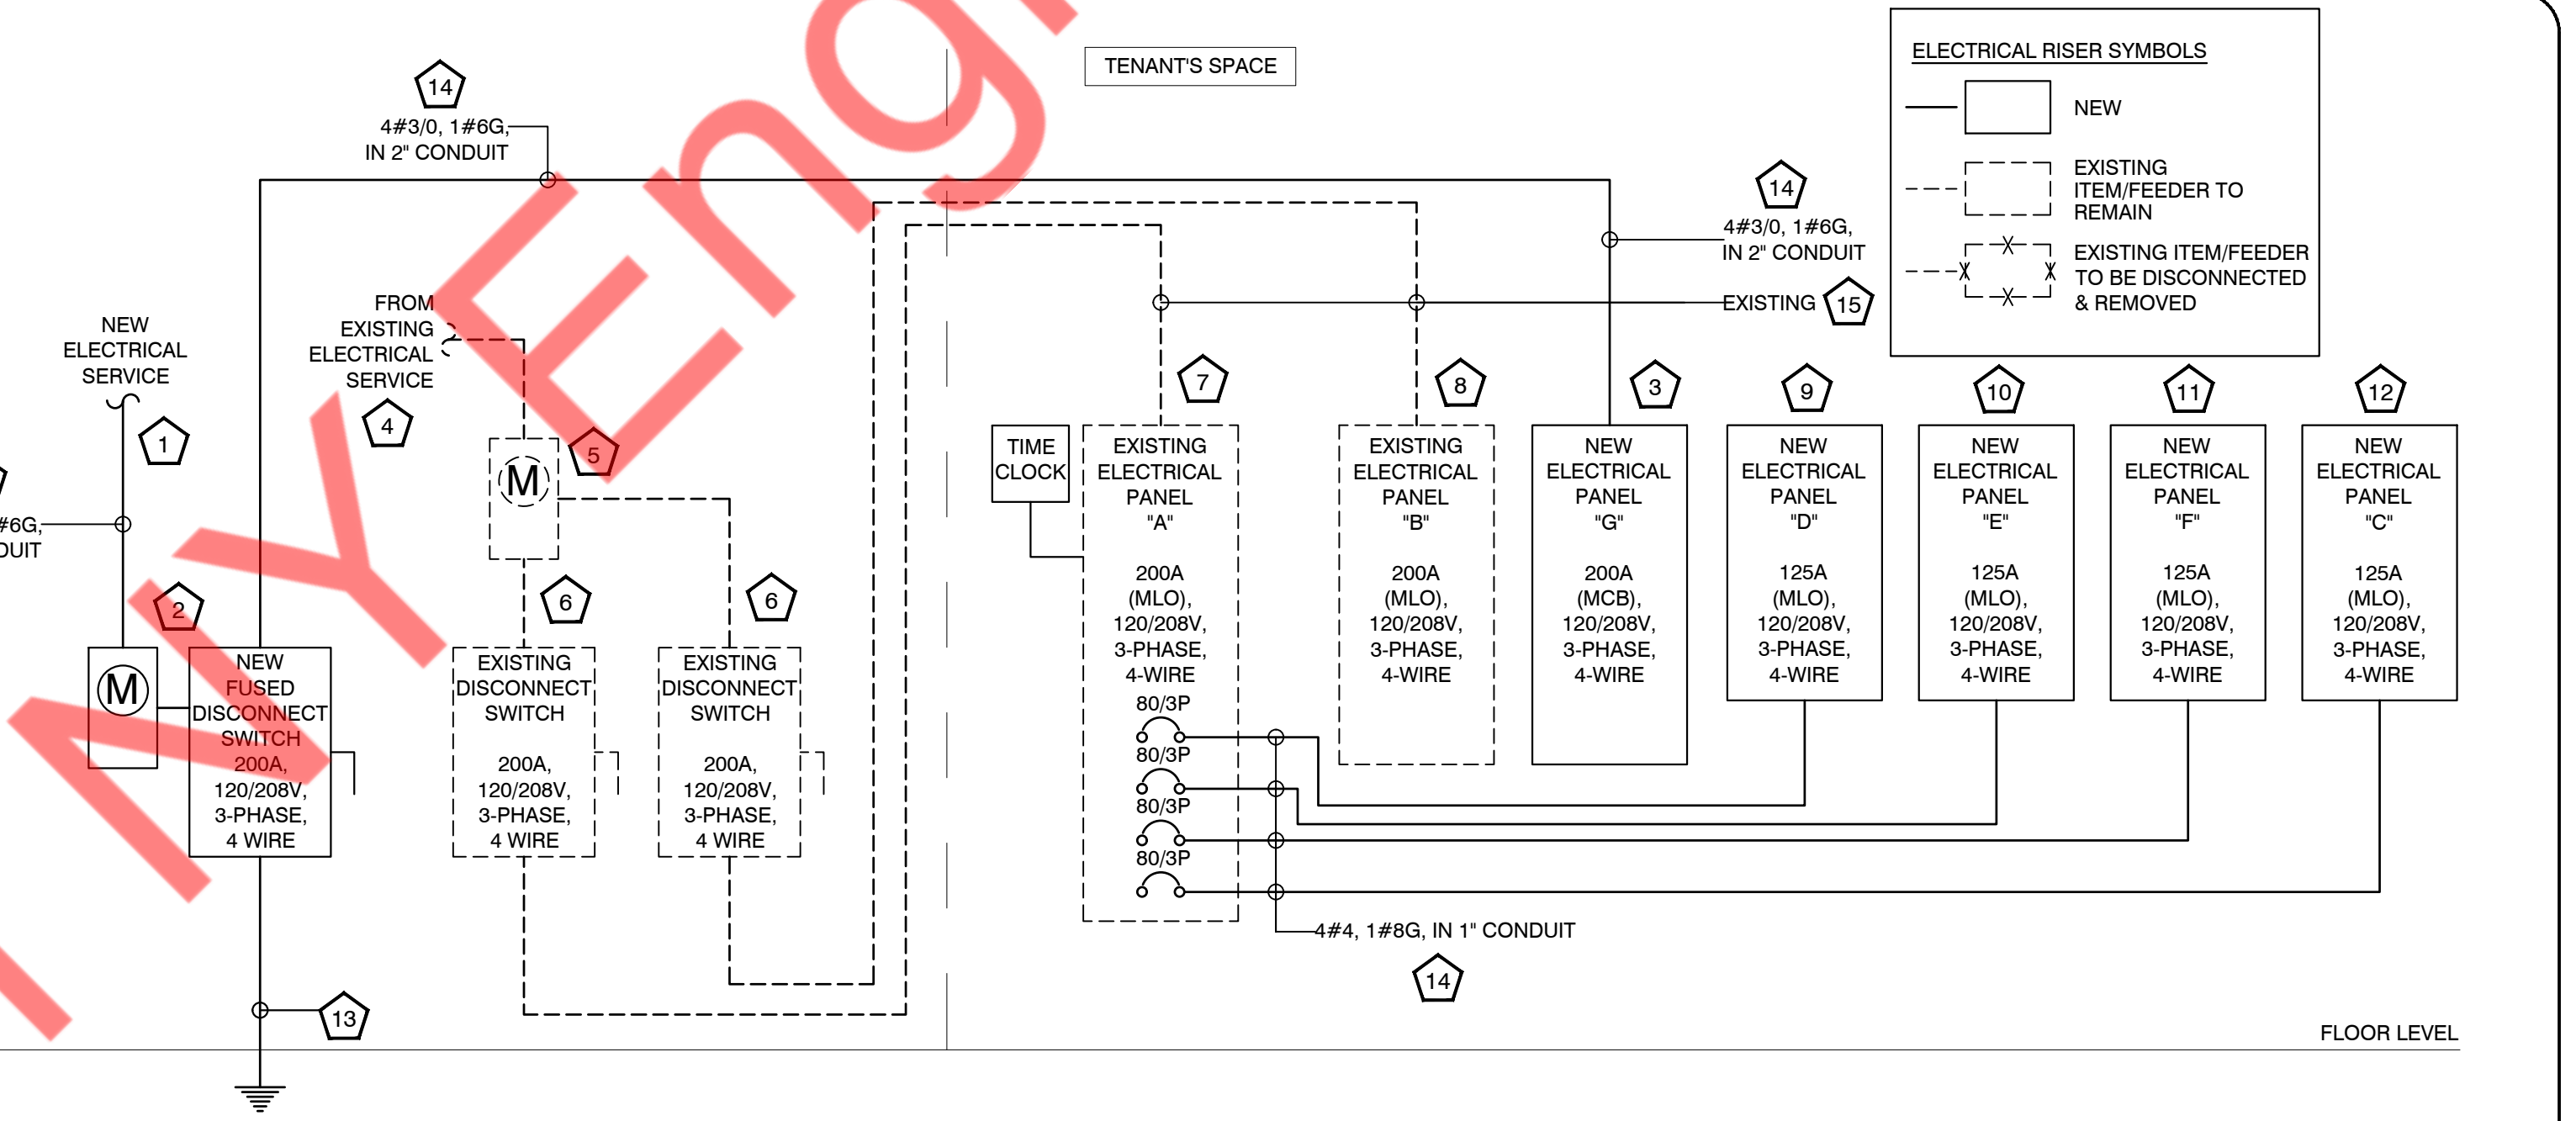 TENANT'S SPACE
ELECTRICAL RISER SYMBOLS
NEW
EXISTING
ITEM/FEEDER TO
REMAIN
EXISTING ITEM/FEEDER
TO BE DISCONNECTED
& REMOVED
14
4#3/0, 1#6G,
IN 2" CONDUIT
14
4#3/0, 1#6G,
IN 2" CONDUIT
EXISTING
15
NEW
ELECTRICAL
SERVICE
1
FROM
EXISTING
ELECTRICAL
SERVICE
4
#6G,
DUIT
2
M
NEW
FUSED
DISCONNECT
SWITCH
200A,
120/208V,
3-PHASE,
4 WIRE
13
5
M
6
EXISTING
DISCONNECT
SWITCH
200A,
120/208V,
3-PHASE,
4 WIRE
6
EXISTING
DISCONNECT
SWITCH
200A,
120/208V,
3-PHASE,
4 WIRE
TIME
CLOCK
7
EXISTING
ELECTRICAL
PANEL
"A"
200A
(MLO),
120/208V,
3-PHASE,
4-WIRE
80/3P
80/3P
80/3P
80/3P
8
EXISTING
ELECTRICAL
PANEL
"B"
200A
(MLO),
120/208V,
3-PHASE,
4-WIRE
3
NEW
ELECTRICAL
PANEL
"G"
200A
(MCB),
120/208V,
3-PHASE,
4-WIRE
9
NEW
ELECTRICAL
PANEL
"D"
125A
(MLO),
120/208V,
3-PHASE,
4-WIRE
10
NEW
ELECTRICAL
PANEL
"E"
125A
(MLO),
120/208V,
3-PHASE,
4-WIRE
11
NEW
ELECTRICAL
PANEL
"F"
125A
(MLO),
120/208V,
3-PHASE,
4-WIRE
12
NEW
ELECTRICAL
PANEL
"C"
125A
(MLO),
120/208V,
3-PHASE,
4-WIRE
4#4, 1#8G, IN 1" CONDUIT
14
FLOOR LEVEL
NY Eng